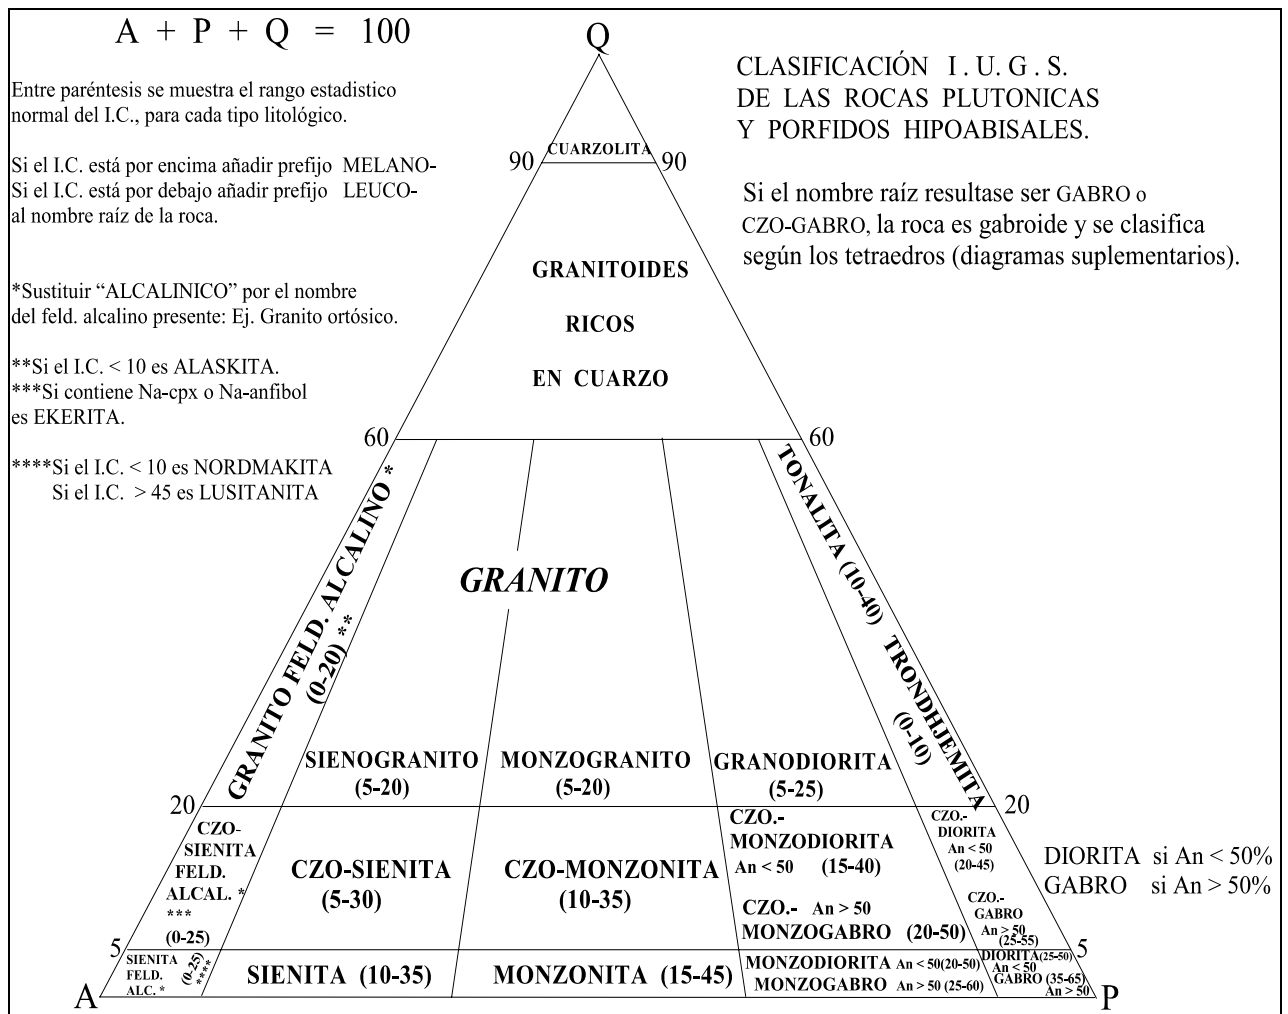 A + P + Q = 100
Entre paréntesis se muestra el rango estadistico
normal del I.C., para cada tipo litológico.
Si el I.C. está por encima añadir prefijo MELANO-
Si el I.C. está por debajo añadir prefijo LEUCO-
al nombre raíz de la roca.
*Sustituir “ALCALINICO” por el nombre
del feld. alcalino presente: Ej. Granito ortósico.
**Si el I.C. < 10 es ALASKITA.
***Si contiene Na-cpx o Na-anfibol
es EKERITA.
****Si el I.C. < 10 es NORDMAKITA
Si el I.C. > 45 es LUSITANITA
CLASIFICACIÓN I . U. G . S.
DE LAS ROCAS PLUTONICAS
Y PORFIDOS HIPOABISALES.
Si el nombre raíz resultase ser GABRO o
CZO-GABRO, la roca es gabroide y se clasifica
según los tetraedros (diagramas suplementarios).
Q
CUARZOLITA
90 90
GRANITOIDES
RICOS
EN CUARZO
60 60
GRANITO FELD. ALCALINO *
(0-20) **
GRANITO
TONALITA (10-40) TRONDHJEMITA
(0-10)
SIENOGRANITO
(5-20)
MONZOGRANITO
(5-20)
GRANODIORITA
(5-25)
20 20
CZO-
SIENITA
FELD.
ALCAL. *
***
(0-25)
CZO-SIENITA
(5-30)
CZO-MONZONITA
(10-35)
CZO.-
MONZODIORITA
An < 50 (15-40)
CZO.- An > 50
MONZOGABRO (20-50)
CZO.-
DIORITA
An < 50
(20-45)
CZO.-
GABRO
An > 50
(25-55)
DIORITA si An < 50%
GABRO si An > 50%
5 5
SIENITA
FELD.
ALC. *
(0-25)
****
SIENITA (10-35)
MONZONITA (15-45)
MONZODIORITA An < 50(20-50)
MONZOGABRO An > 50 (25-60)
DIORITA(25-50)
An < 50
GABRO (35-65)
An > 50
A P